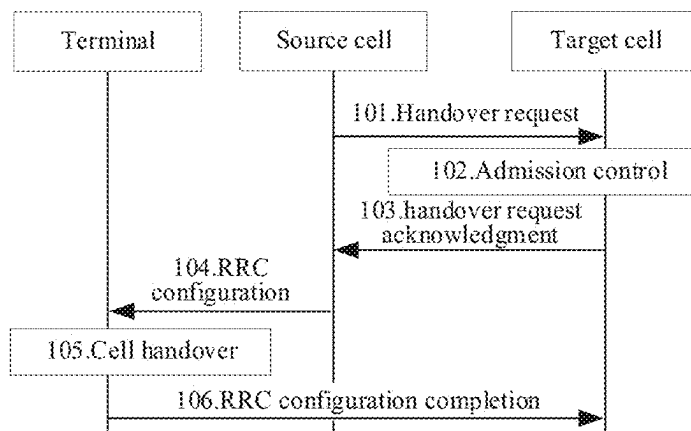 Terminal
Source cell
Target cell
101.Handover request
102.Admission control
103.handover request
acknowledgment
104.RRC
configuration
105.Cell handover
106.RRC configuration completion